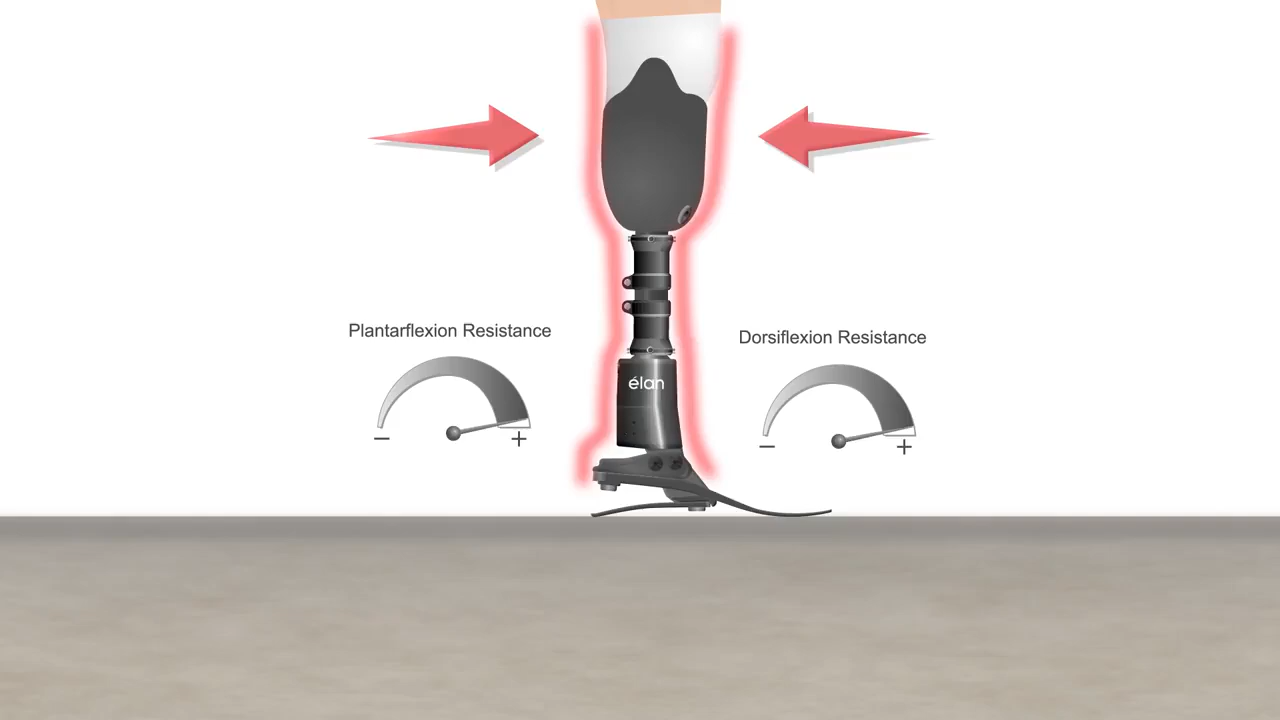 Plantarflexion Resistance
− +
Dorsiflexion Resistance
− +
élan